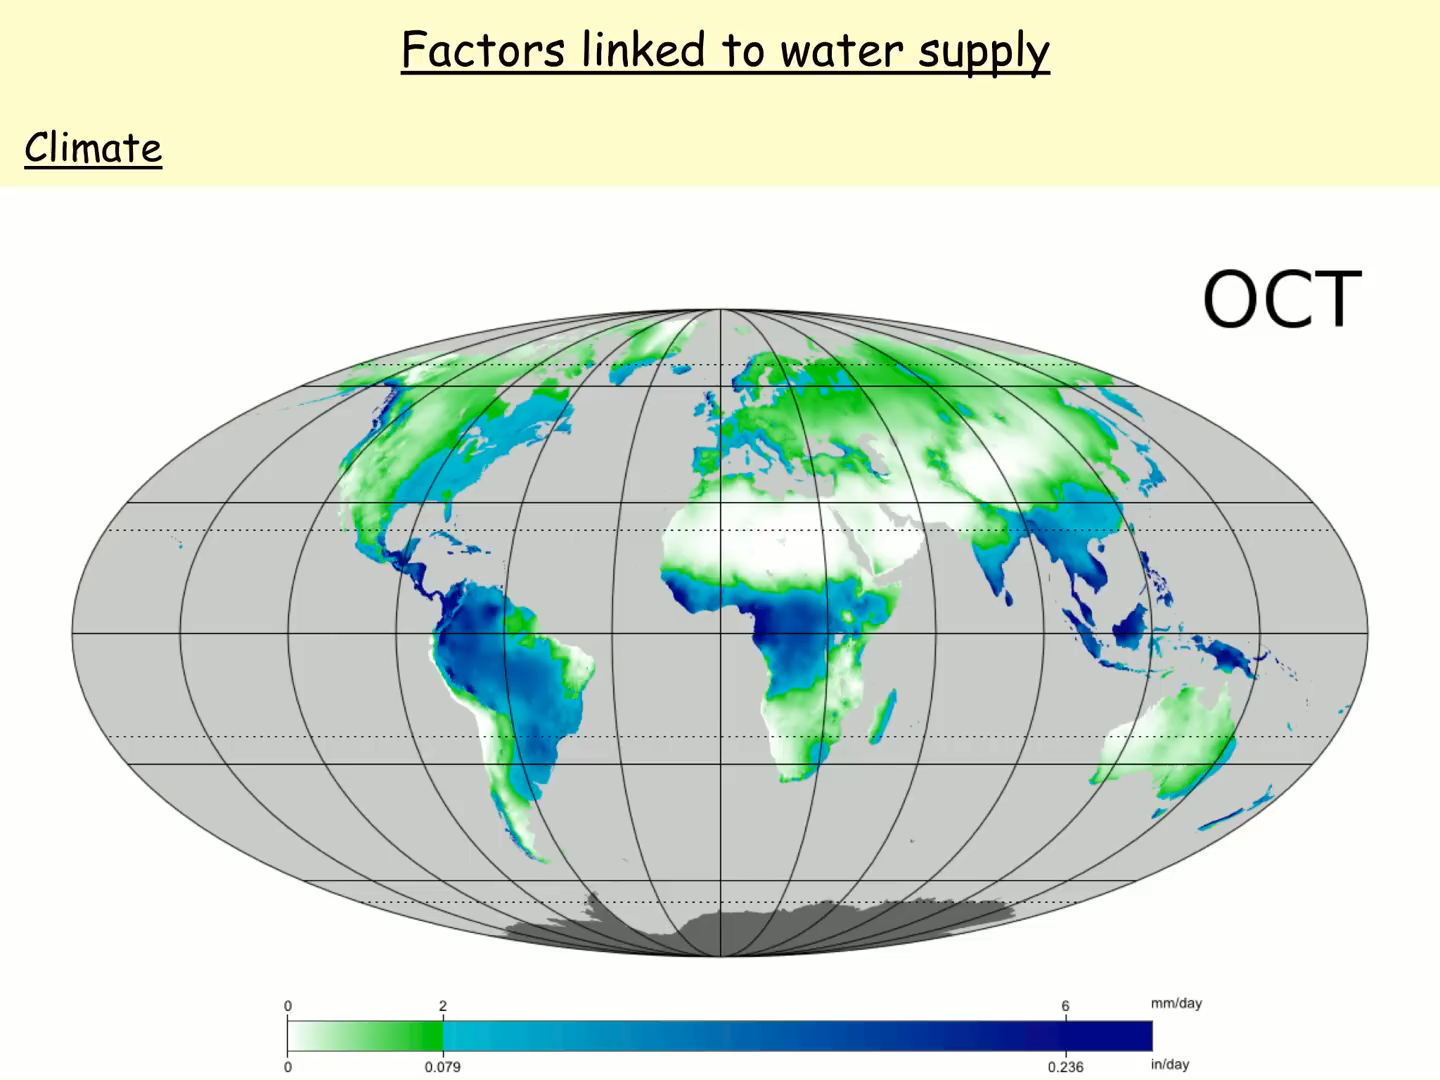 Factors linked to water supply
Climate
OCT
0 2 6 mm/day
0 0.079 0.236 in/day